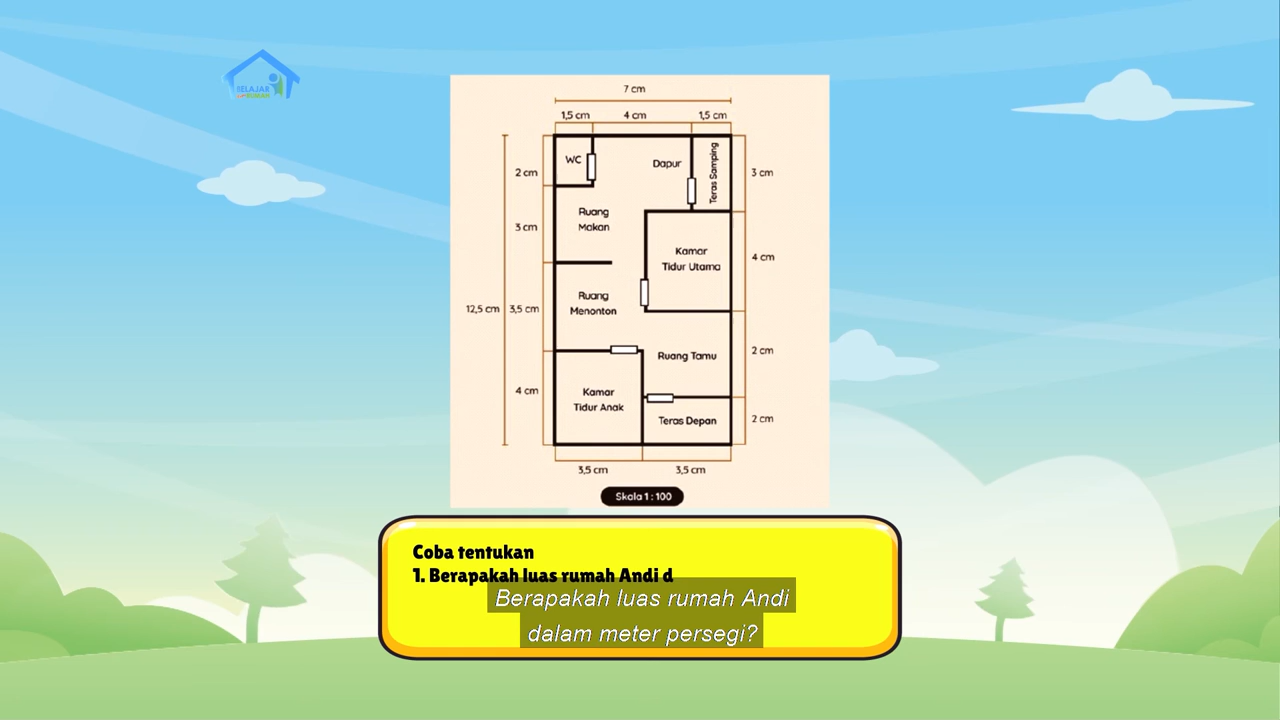 BELAJAR
RUMAH
7 cm
1,5 cm
4 cm
1,5 cm
WC
Dapur
Teras Samping
2 cm
3 cm
Ruang
Makan
3 cm
Kamar
Tidur Utama
4 cm
12,5 cm
3,5 cm
Ruang
Menonton
Ruang Tamu
2 cm
4 cm
Kamar
Tidur Anak
Teras Depan
2 cm
3,5 cm
3,5 cm
Skala 1 : 100
Coba tentukan
1. Berapakah luas rumah Andi d
Berapakah luas rumah Andi
dalam meter persegi?